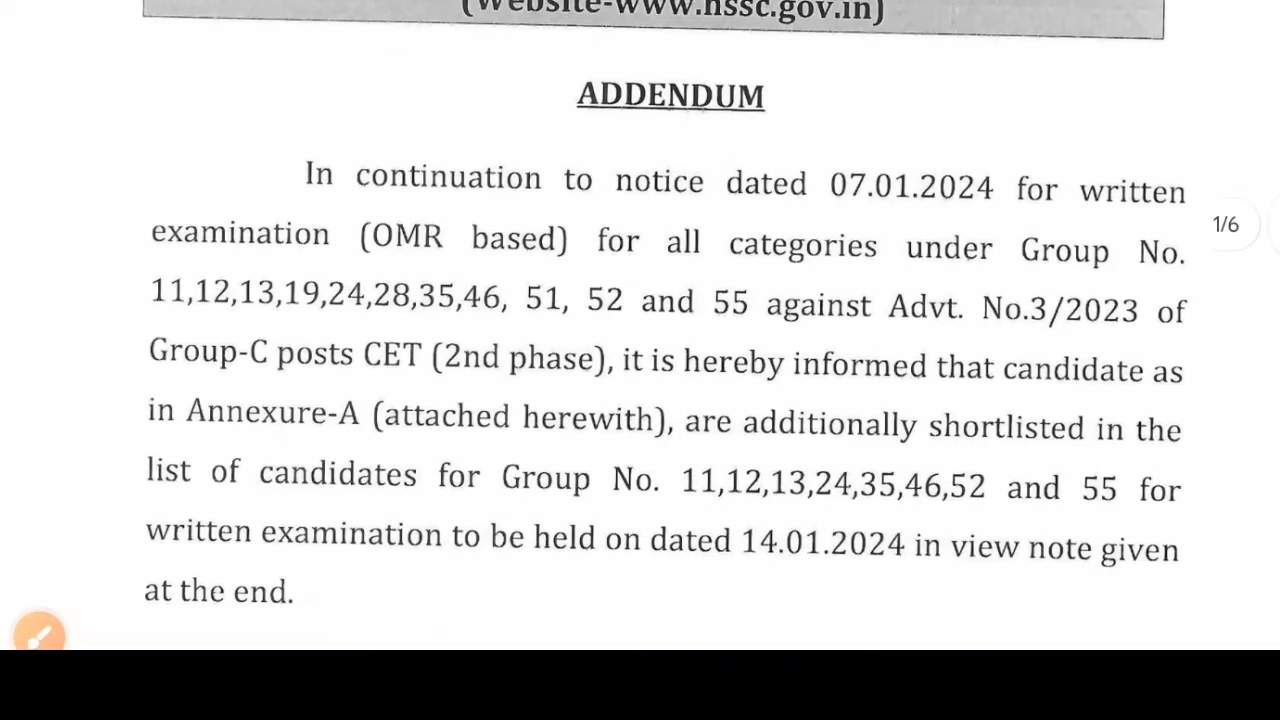 (Website-www.hssc.gov.in)
ADDENDUM
In continuation to notice dated 07.01.2024 for written
examination (OMR based) for all categories under Group No.
1/6
11,12,13,19,24,28,35,46, 51, 52 and 55 against Advt. No.3/2023 of
Group-C posts CET (2nd phase), it is hereby informed that candidate as
in Annexure-A (attached herewith), are additionally shortlisted in the
list of candidates for Group No. 11,12,13,24,35,46,52 and 55 for
written examination to be held on dated 14.01.2024 in view note given
at the end.